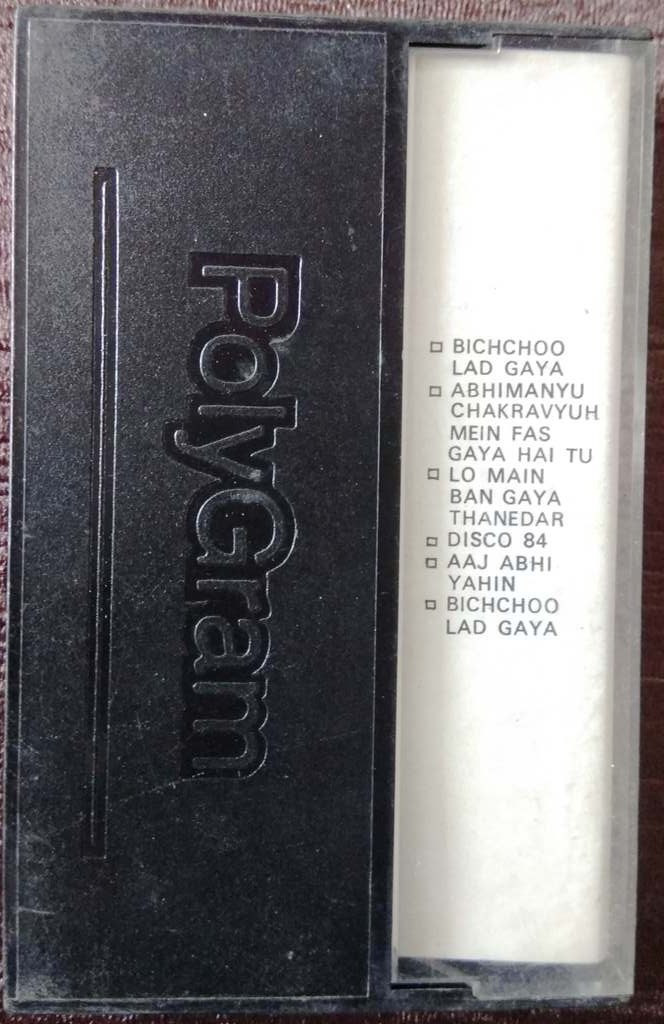 PolyGram
□ BICHCHOO
LAD GAYA
□ ABHIMANYU
CHAKRAVYUH
MEIN FAS
GAYA HAI TU
□ LO MAIN
BAN GAYA
THANEDAR
□ DISCO 84
□ AAJ ABHI
YAHIN
□ BICHCHOO
LAD GAYA